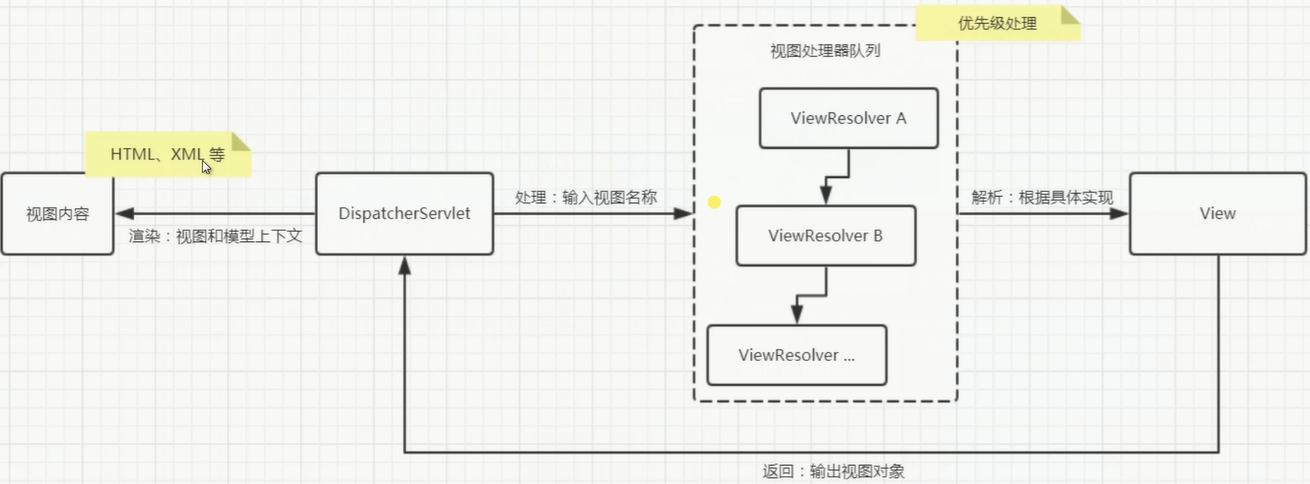 优先级处理
视图处理器队列
ViewResolver A
HTML、XML 等
视图内容
渲染：视图和模型上下文
DispatcherServlet
处理：输入视图名称
ViewResolver B
解析：根据具体实现
View
ViewResolver ...
返回：输出视图对象